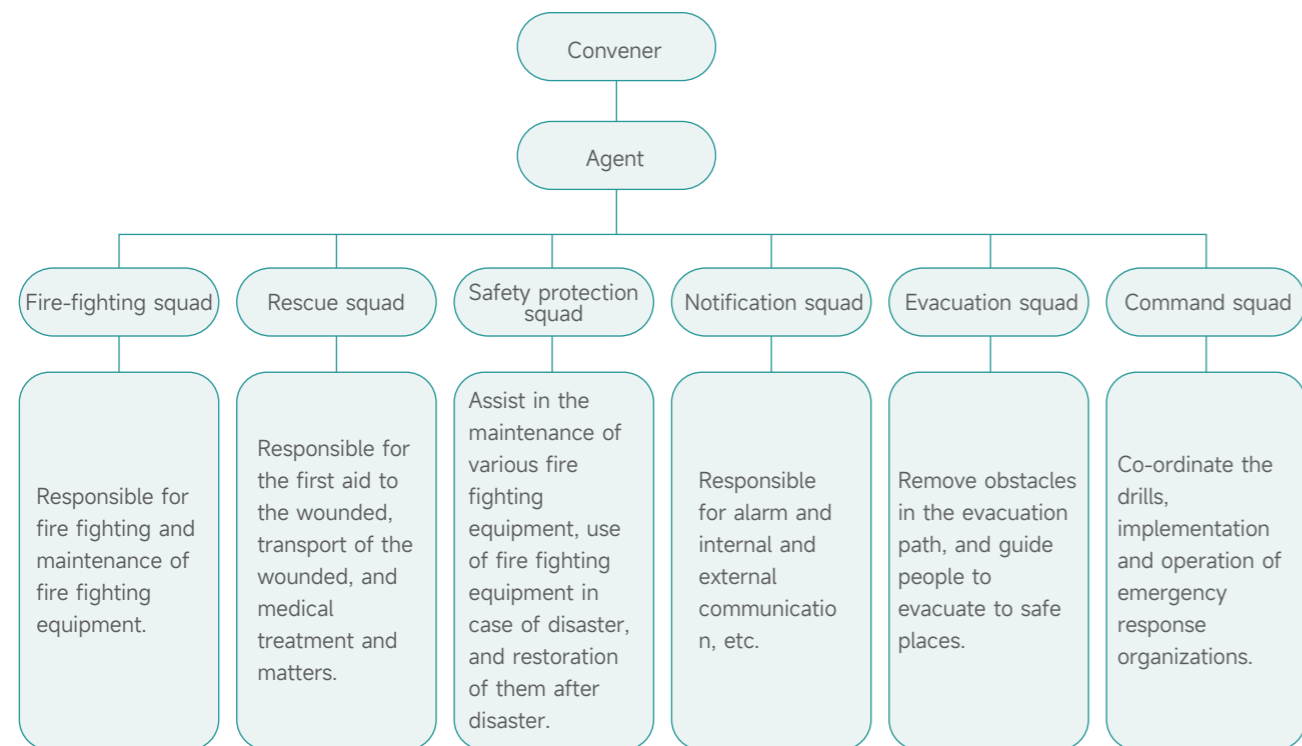 Convener
Agent
Fire-fighting squad
Rescue squad
Safety protection
squad
Notification squad
Evacuation squad
Command squad
Responsible for
fire fighting and
maintenance of
fire fighting
equipment.
Responsible for
the first aid to
the wounded,
transport of the
wounded, and
medical
treatment and
matters.
Assist in the
maintenance of
various fire
fighting
equipment, use
of fire fighting
equipment in
case of disaster,
and restoration
of them after
disaster.
Responsible
for alarm and
internal and
external
communicatio
n, etc.
Remove obstacles
in the evacuation
path, and guide
people to
evacuate to safe
places.
Co-ordinate the
drills,
implementation
and operation of
emergency
response
organizations.